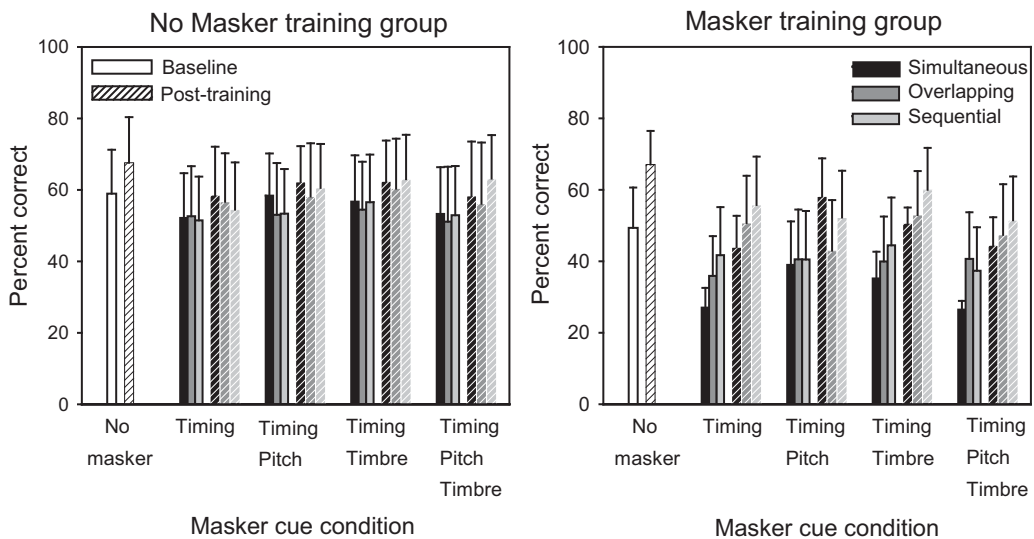 No Masker training group
Percent correct
100
80
60
40
20
0
Baseline
Post-training
No
masker
Timing
Timing
Pitch
Timing
Timbre
Timing
Pitch
Timbre
Masker cue condition
Masker training group
Percent correct
100
80
60
40
20
0
Simultaneous
Overlapping
Sequential
No
masker
Timing
Timing
Pitch
Timing
Timbre
Timing
Pitch
Timbre
Masker cue condition